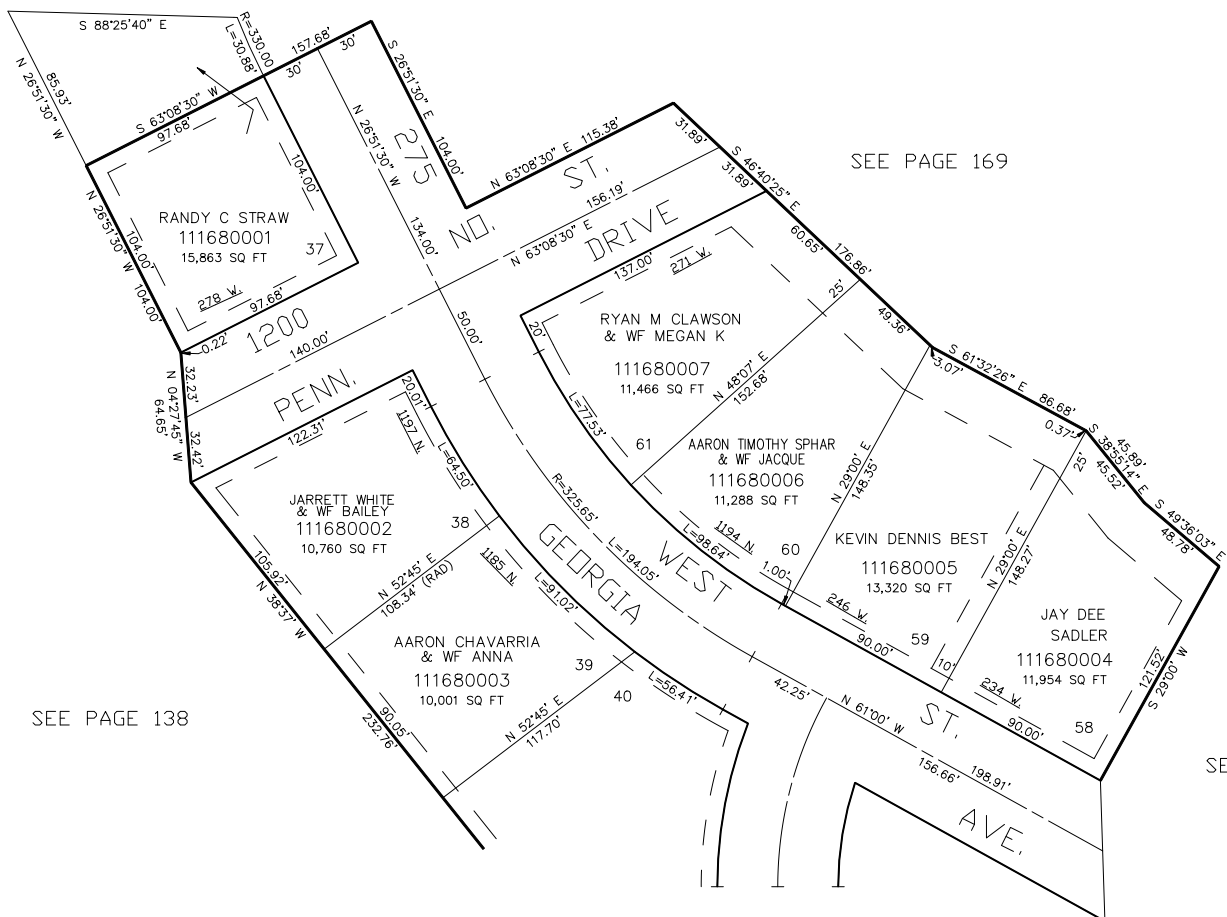 S 88°25'40" E
R=330.00
L=30.88'
157.68'
30'
30'
85.93'
N 26°51'30" W
S 63°08'30" W
97.68'
S 26°51'30" E
104.00'
N 26°51'30" W
134.00'
275
NO.
ST.
N 63°08'30" E 115.38'
31.89'
31.89'
S 46°40'25" E
SEE PAGE 169
156.19'
N 63°08'30" E
DRIVE
RANDY C STRAW
111680001
15,863 SQ FT
37
104.00'
104.00'
N 26°51'30" W
104.00'
278 W.
97.68'
0.22'
1200
140.00'
PENN.
50.00'
137.00'
271 W.
60.65'
176.86'
25'
49.36'
20'
RYAN M CLAWSON
& WF MEGAN K
111680007
11,466 SQ FT
N 48°07' E
152.68'
L=77.53'
61
32.23'
N 04°27'45" W
64.65'
32.42'
122.31'
20.01'
1197 N.
L=64.50'
JARRETT WHITE
& WF BAILEY
111680002
10,760 SQ FT
38
R=325.65'
L=194.05'
AARON TIMOTHY SPHAR
& WF JACQUE
111680006
11,288 SQ FT
1194 N.
L=98.64'
60
1.00'
3.07'
S 61°32'26" E
86.68'
0.37'
N 29°00' E
148.35'
S 38°55'14" E
45.89'
45.52'
25'
S 49°36'03" E
48.78'
KEVIN DENNIS BEST
111680005
13,320 SQ FT
N 29°00' E
148.27'
246 W.
90.00'
59
10'
JAY DEE
SADLER
111680004
11,954 SQ FT
234 W.
90.00'
58
121.52'
S 29°00' W
105.92'
N 38°37' W
N 52°45' E
108.34' (RAD)
1185 N.
L=91.02'
GEORGIA
WEST
ST.
AARON CHAVARRIA
& WF ANNA
111680003
10,001 SQ FT
39
40
N 52°45' E
117.70'
L=56.41'
90.05'
232.76'
42.25'
N 61°00' W
198.91'
156.66'
AVE.
SEE PAGE 138
SE